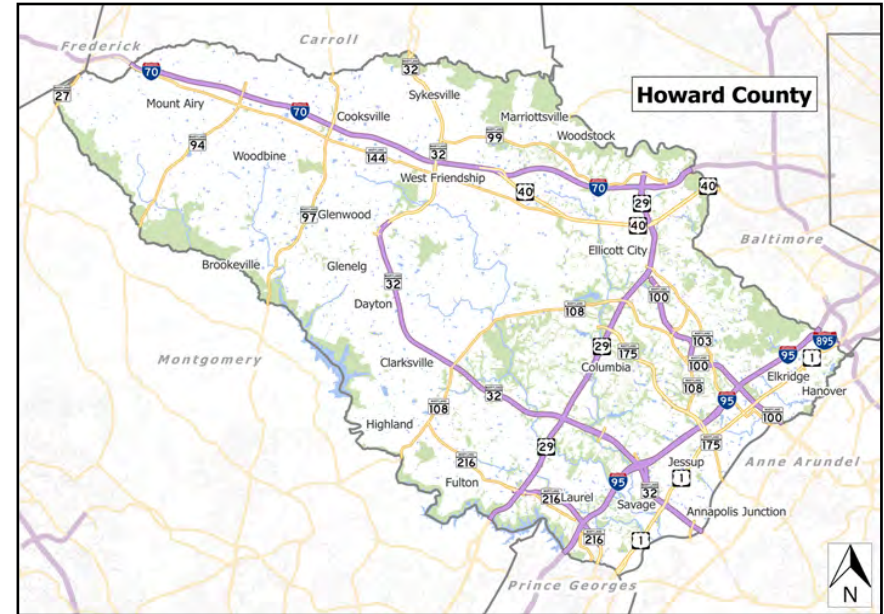 Carroll
Frederick
70
32
Howard County
27
Sykesville
Mount Airy
70
Cooksville
Marriottsville
Woodstock
94
99
32
144
Woodbine
West Friendship
40
70
40
29
97
Glenwood
40
Baltimore
Ellicott City
Brookeville
Glenelg
32
100
Dayton
108
103
895
29
175
95
1
Montgomery
Clarksville
Columbia
100
Elkridge
108
Hanover
32
95
108
100
Highland
29
175
216
Jessup
Anne Arundel
Fulton
95
1
216
Laurel
32
Savage
Annapolis Junction
216
1
Prince Georges
N